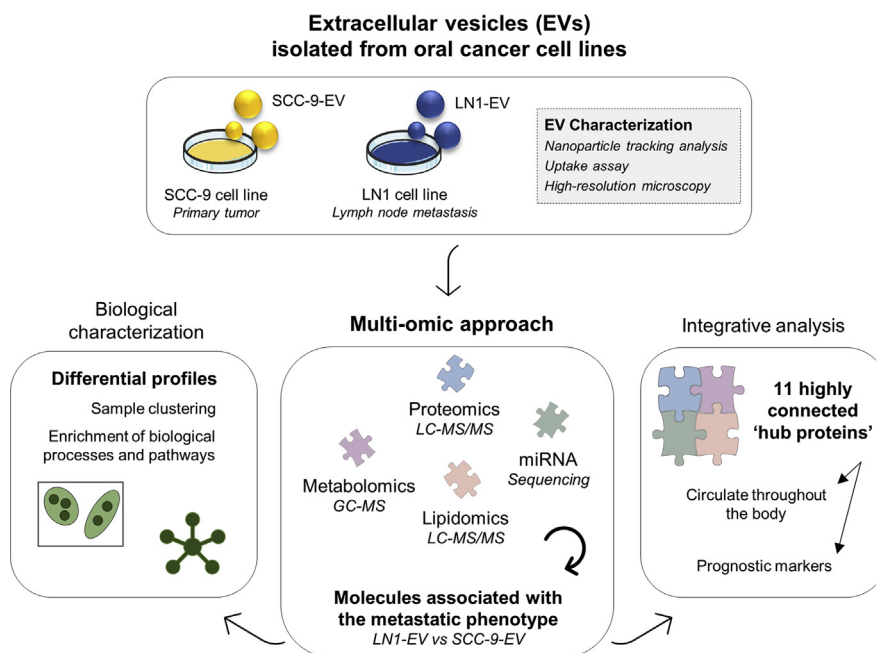 Extracellular vesicles (EVs)
isolated from oral cancer cell lines
SCC-9-EV
SCC-9 cell line
Primary tumor
LN1-EV
LN1 cell line
Lymph node metastasis
EV Characterization
Nanoparticle tracking analysis
Uptake assay
High-resolution microscopy
Biological
characterization
Differential profiles
Sample clustering
Enrichment of biological
processes and pathways
Multi-omic approach
Proteomics
LC-MS/MS
miRNA
Sequencing
Metabolomics
GC-MS
Lipidomics
LC-MS/MS
Molecules associated with
the metastatic phenotype
LN1-EV vs SCC-9-EV
Integrative analysis
11 highly
connected
‘hub proteins’
Circulate throughout
the body
Prognostic markers